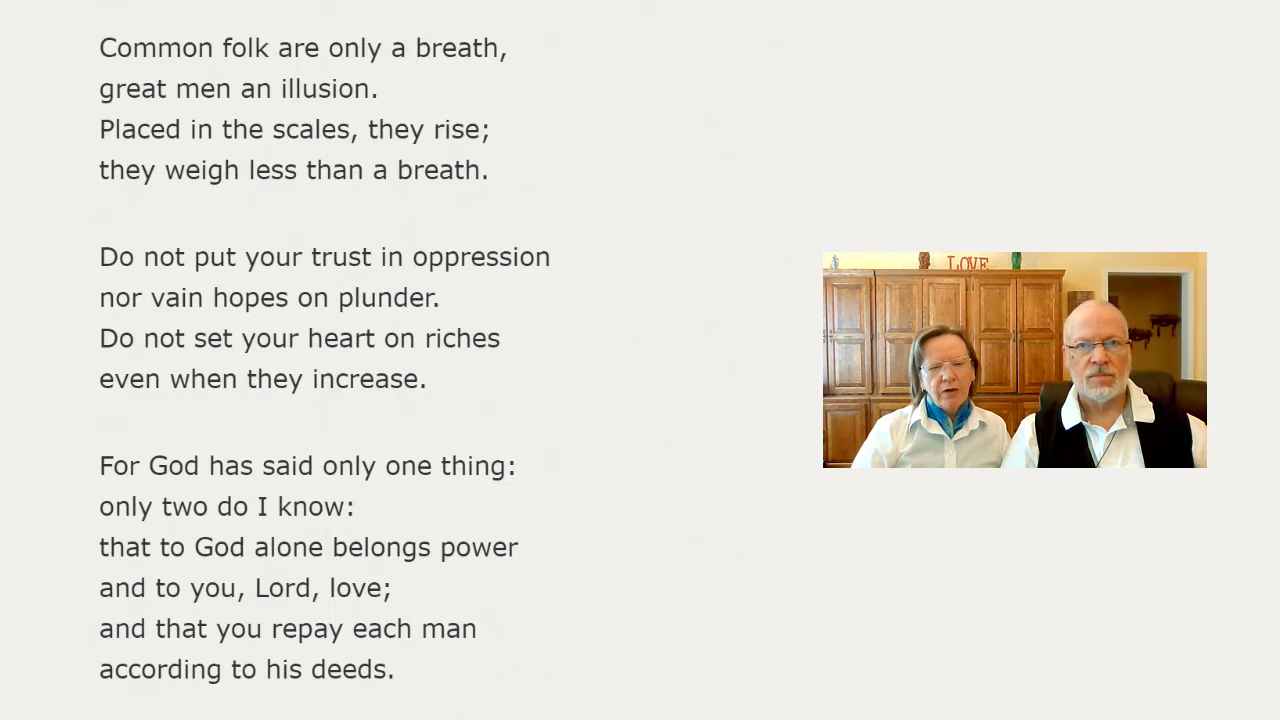 Common folk are only a breath,
great men an illusion.
Placed in the scales, they rise;
they weigh less than a breath.
Do not put your trust in oppression
nor vain hopes on plunder.
Do not set your heart on riches
even when they increase.
For God has said only one thing:
only two do I know:
that to God alone belongs power
and to you, Lord, love;
and that you repay each man
according to his deeds.
LOVE